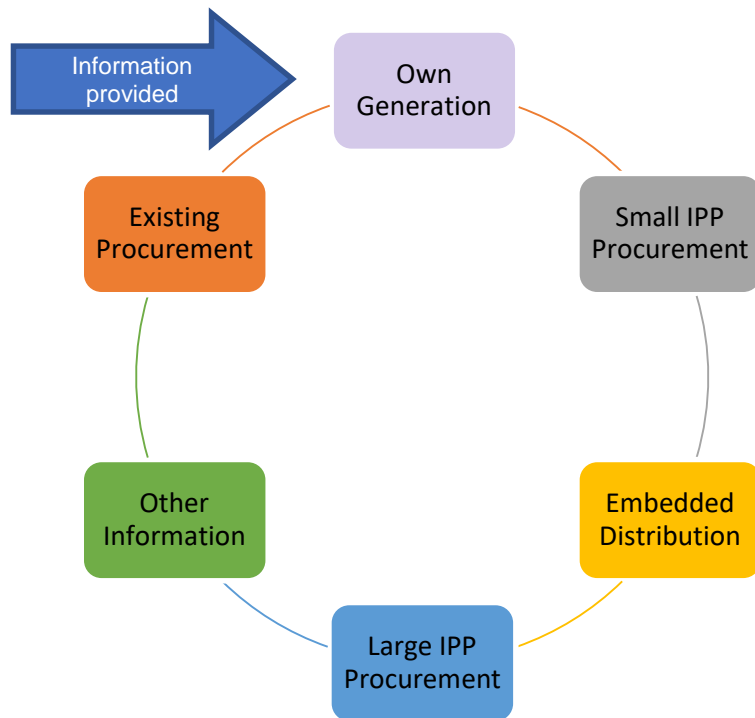 Information
provided
Own
Generation
Existing
Procurement
Small IPP
Procurement
Other
Information
Embedded
Distribution
Large IPP
Procurement